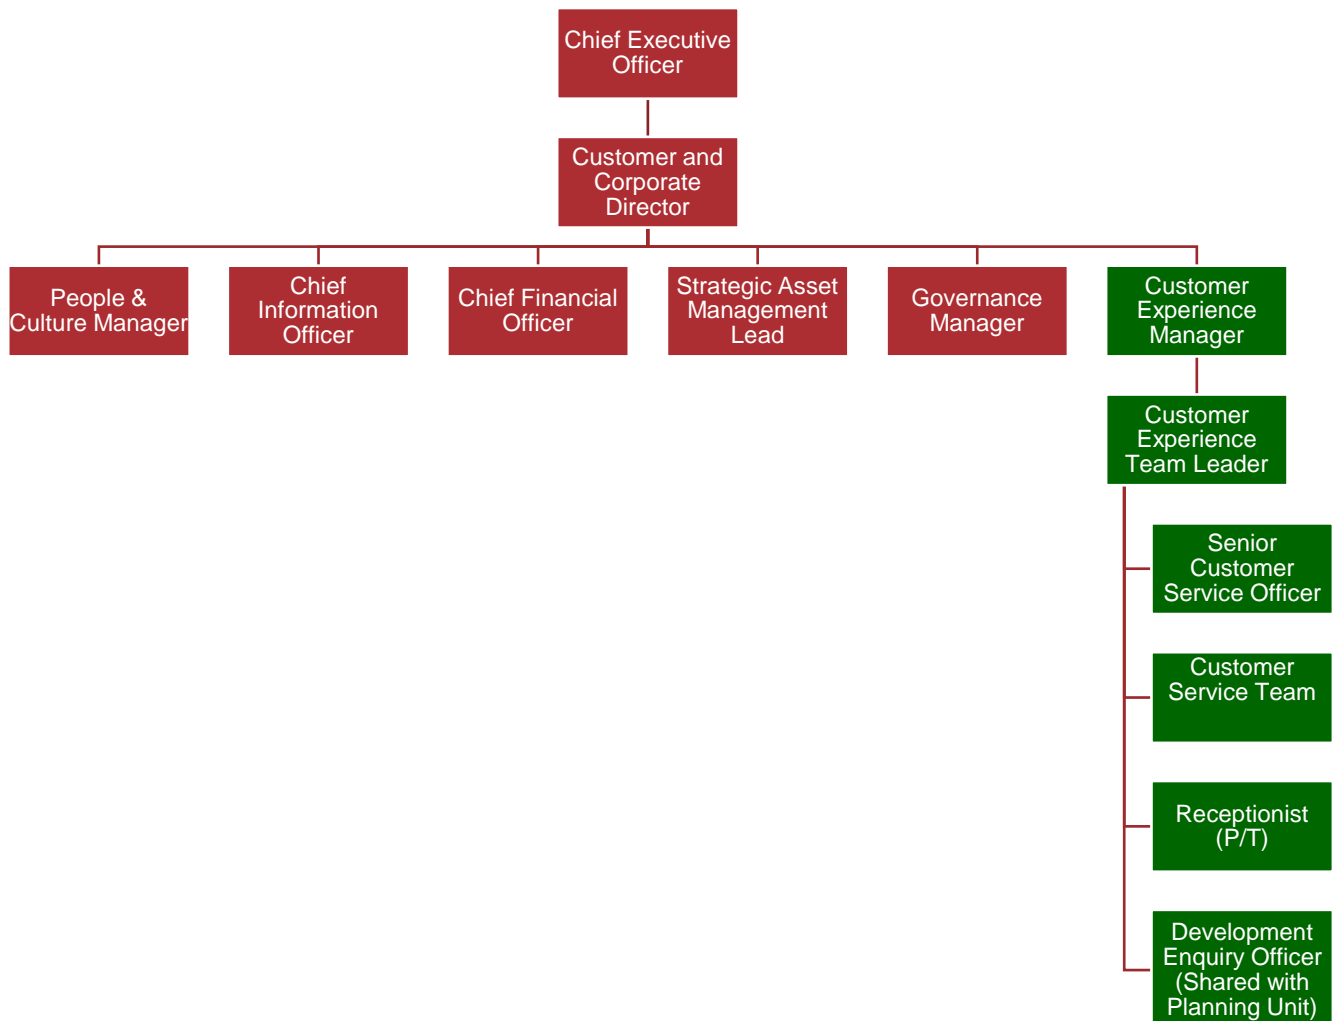 Chief Executive
Officer
Customer and
Corporate
Director
People &
Culture Manager
Chief
Information
Officer
Chief Financial
Officer
Strategic Asset
Management
Lead
Governance
Manager
Customer
Experience
Manager
Customer
Experience
Team Leader
Senior
Customer
Service Officer
Customer
Service Team
Receptionist
(P/T)
Development
Enquiry Officer
(Shared with
Planning Unit)